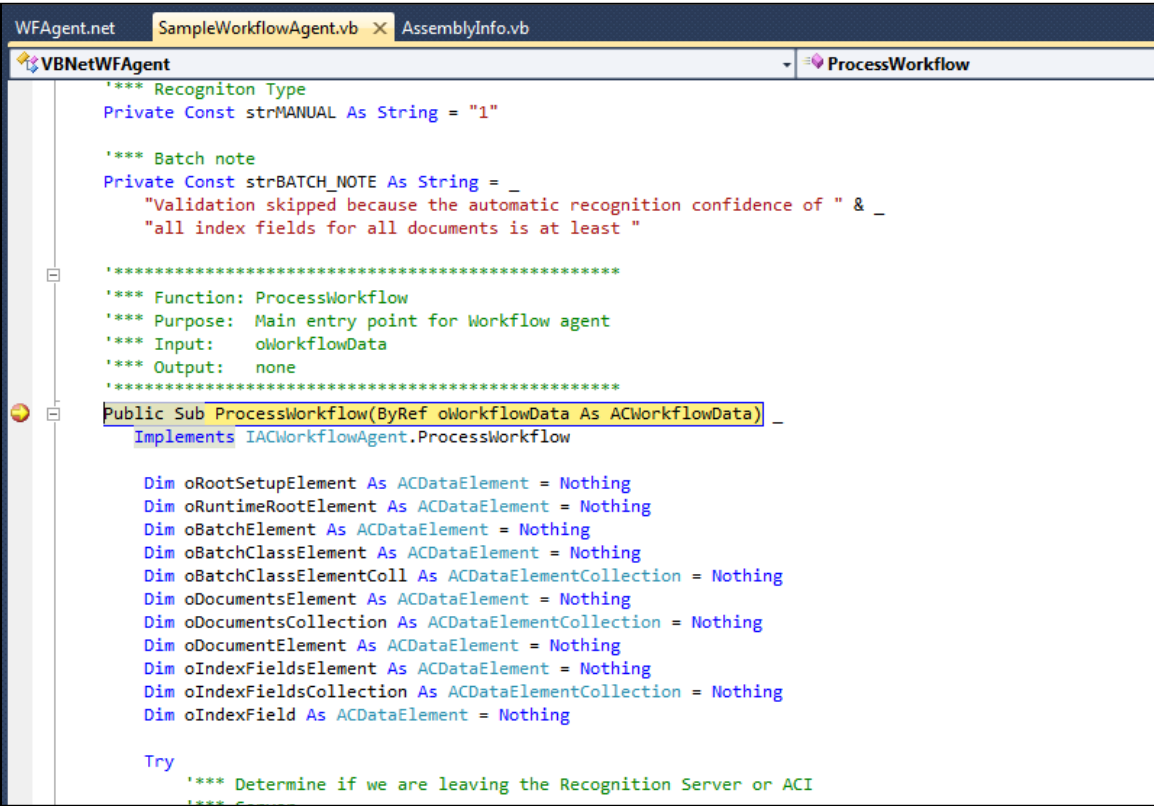 WFAgent.net SampleWorkflowAgent.vb AssemblyInfo.vb
VBNetWFAgent ProcessWorkflow
'*** Recogniton Type
Private Const strMANUAL As String = "1"
'*** Batch note
Private Const strBATCH_NOTE As String = _
"Validation skipped because the automatic recognition confidence of " & _
"all index fields for all documents is at least "
'**************************************************
'*** Function: ProcessWorkflow
'*** Purpose:  Main entry point for Workflow agent
'*** Input:    oWorkflowData
'*** Output:   none
'**************************************************
Public Sub ProcessWorkflow(ByRef oWorkflowData As ACWorkflowData) _
Implements IACWorkflowAgent.ProcessWorkflow
Dim oRootSetupElement As ACDataElement = Nothing
Dim oRuntimeRootElement As ACDataElement = Nothing
Dim oBatchElement As ACDataElement = Nothing
Dim oBatchClassElement As ACDataElement = Nothing
Dim oBatchClassElementColl As ACDataElementCollection = Nothing
Dim oDocumentsElement As ACDataElement = Nothing
Dim oDocumentsCollection As ACDataElementCollection = Nothing
Dim oDocumentElement As ACDataElement = Nothing
Dim oIndexFieldsElement As ACDataElement = Nothing
Dim oIndexFieldsCollection As ACDataElementCollection = Nothing
Dim oIndexField As ACDataElement = Nothing
Try
'*** Determine if we are leaving the Recognition Server or ACI